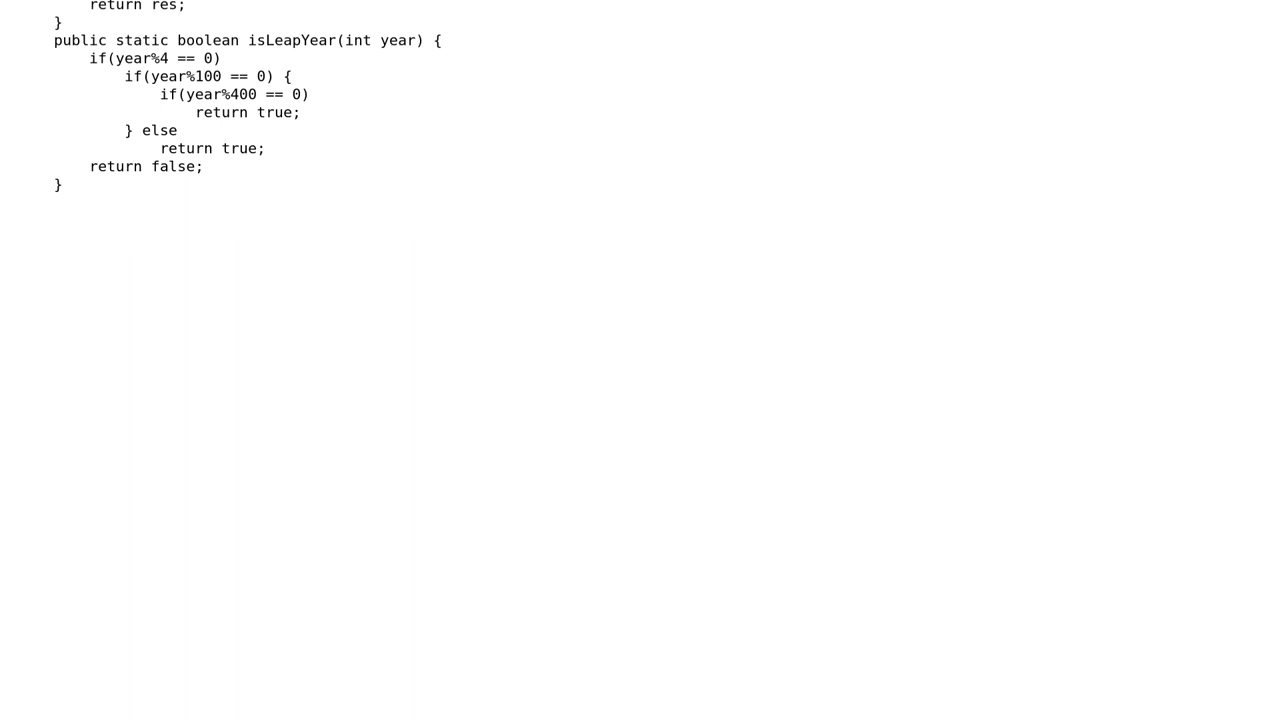 return res;
    }
    public static boolean isLeapYear(int year) {
        if(year%4 == 0)
            if(year%100 == 0) {
                if(year%400 == 0)
                    return true;
            } else
                return true;
        return false;
    }